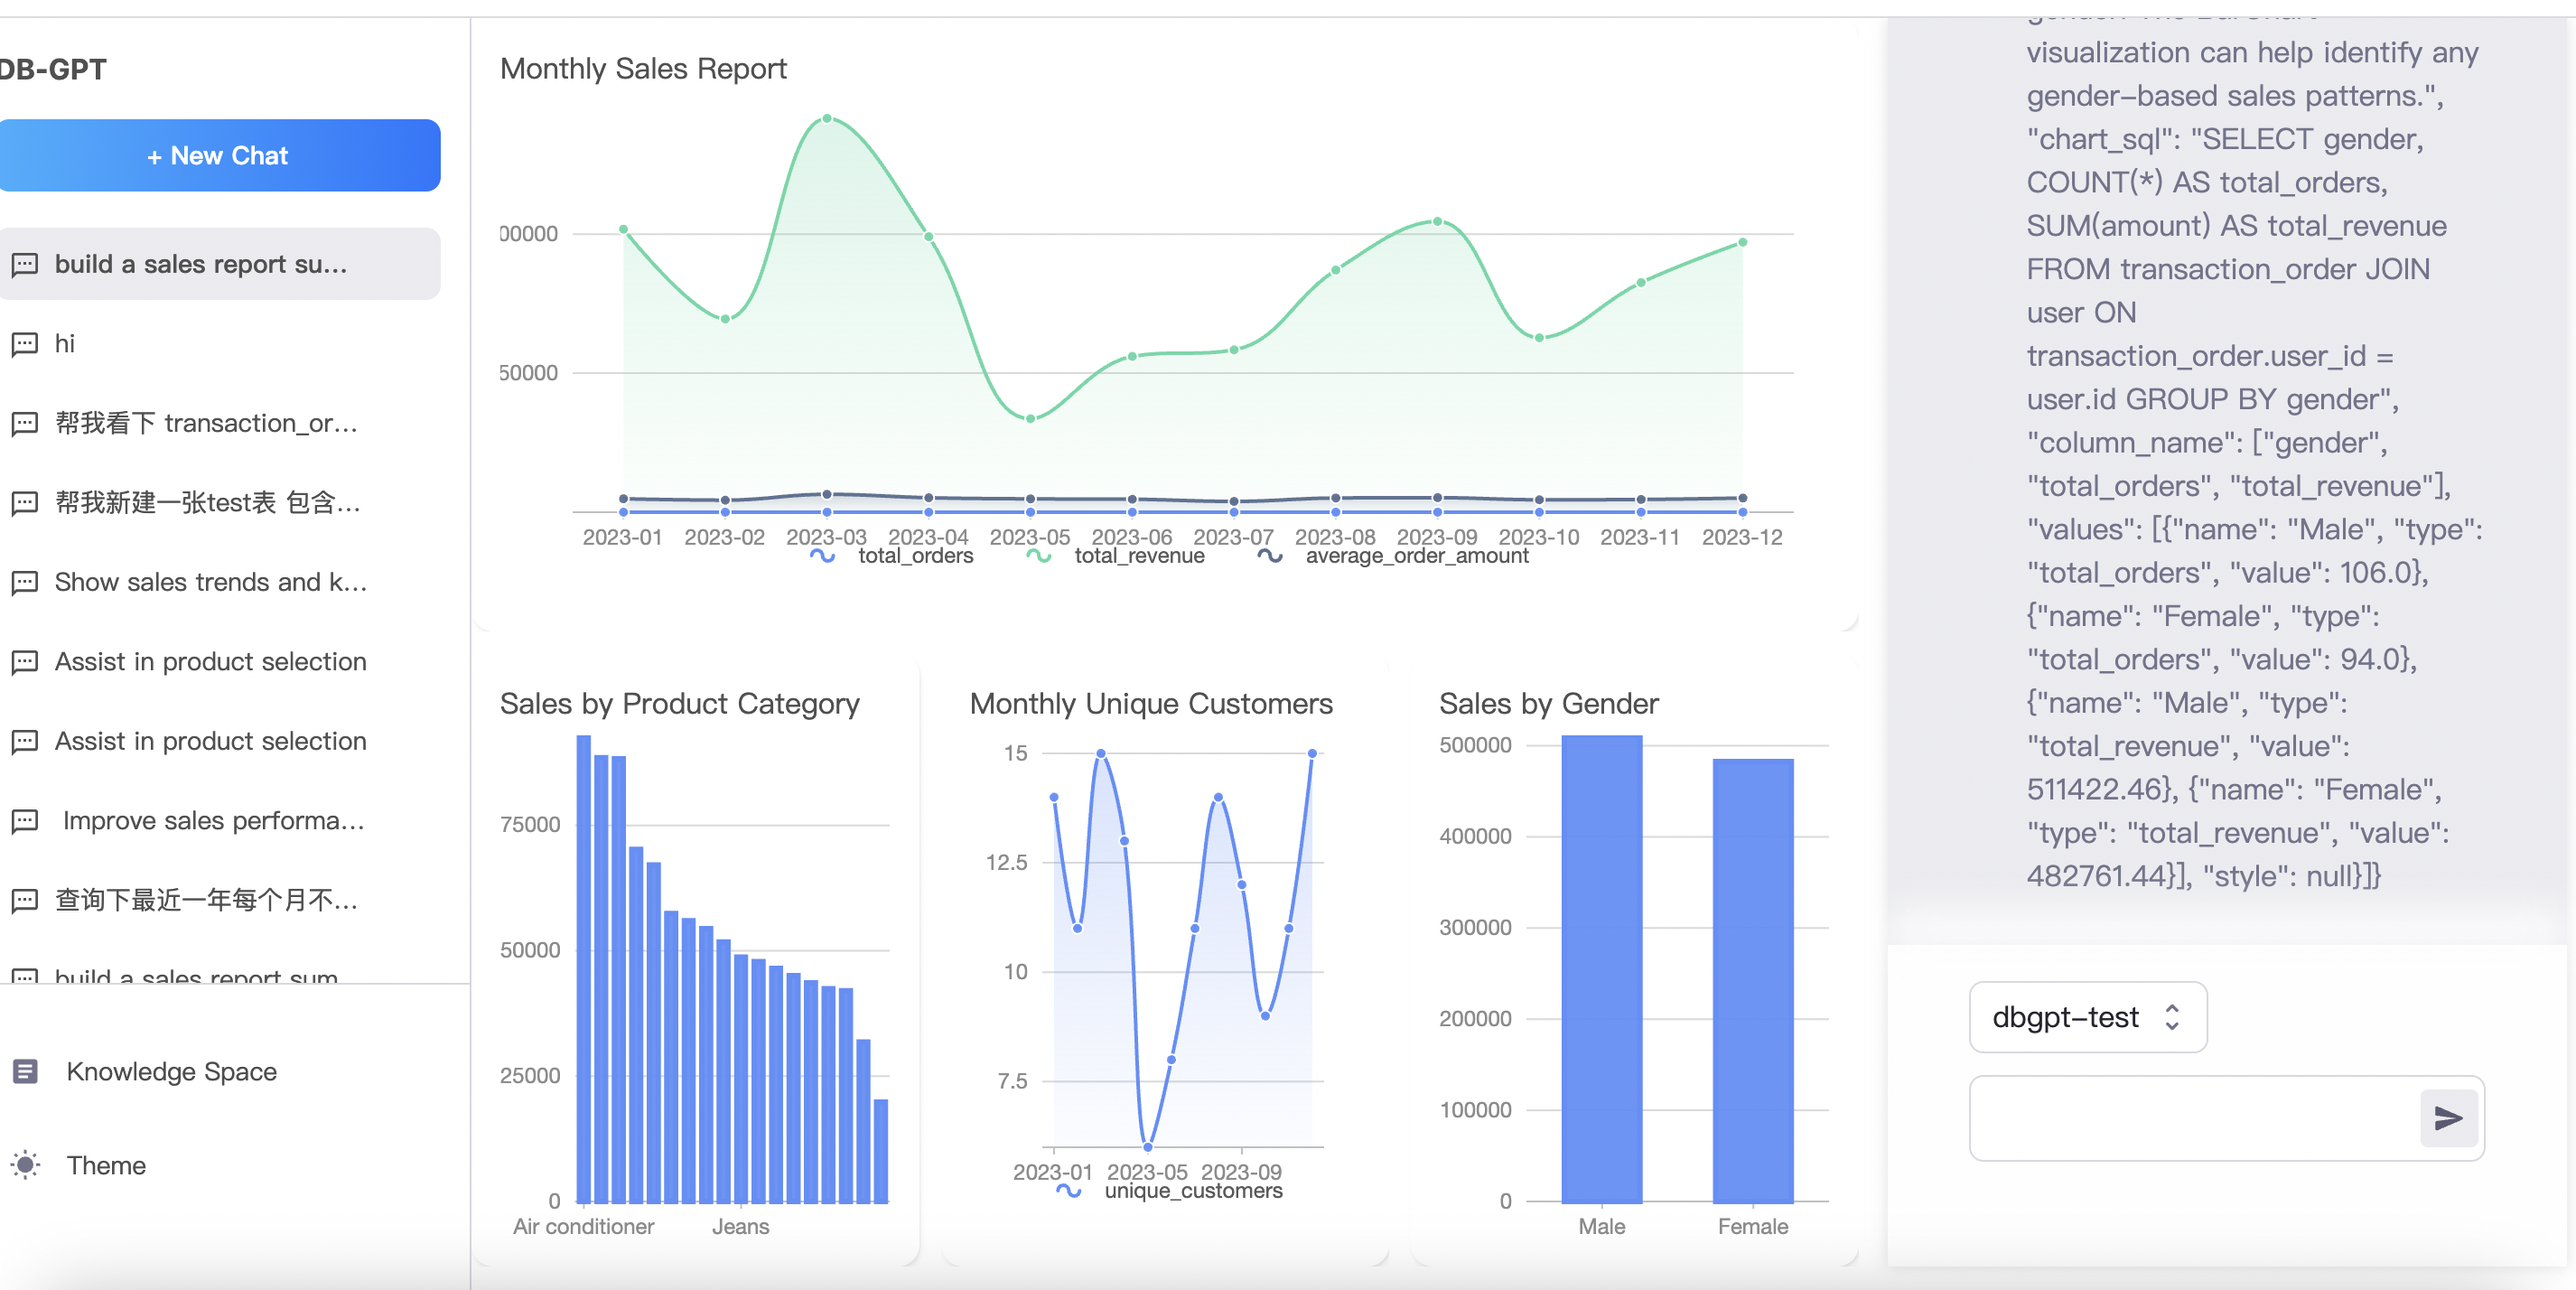 DB-GPT
+ New Chat
build a sales report su...
hi
帮我看下 transaction_or...
帮我新建一张test表 包含...
Show sales trends and k...
Assist in product selection
Assist in product selection
Improve sales performa...
查询下最近一年每个月不...
build a sales report sum
Knowledge Space
Theme
Monthly Sales Report
00000
50000
2023-01 2023-02 2023-03 2023-04 2023-05 2023-06 2023-07 2023-08 2023-09 2023-10 2023-11 2023-12
total_orders total_revenue average_order_amount
Sales by Product Category
75000
50000
25000
0
Air conditioner Jeans
Monthly Unique Customers
15
12.5
10
7.5
2023-01 2023-05 2023-09
unique_customers
Sales by Gender
500000
400000
300000
200000
100000
0
Male Female
visualization can help identify any
gender-based sales patterns.",
"chart_sql": "SELECT gender,
COUNT(*) AS total_orders,
SUM(amount) AS total_revenue
FROM transaction_order JOIN
user ON
transaction_order.user_id =
user.id GROUP BY gender",
"column_name": ["gender",
"total_orders", "total_revenue"],
"values": [{"name": "Male", "type":
"total_orders", "value": 106.0},
{"name": "Female", "type":
"total_orders", "value": 94.0},
{"name": "Male", "type":
"total_revenue", "value":
511422.46}, {"name": "Female",
"type": "total_revenue", "value":
482761.44}], "style": null}]}
dbgpt-test